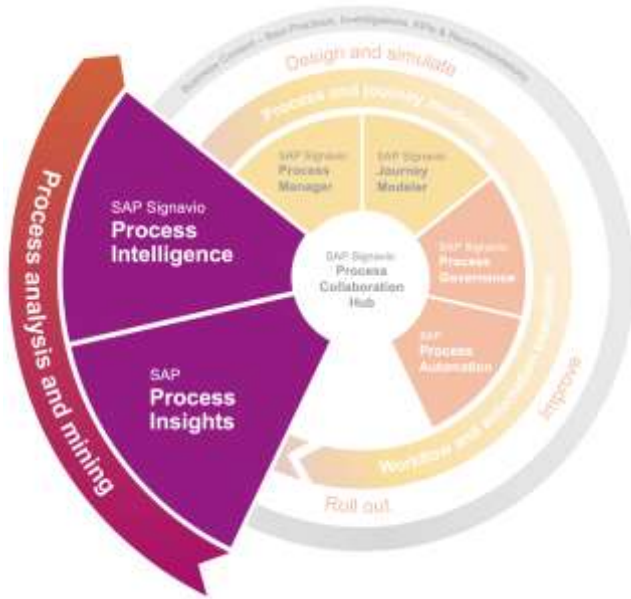 Design and simulate
Process and journey modeling
SAP Signavio
Process
Manager
SAP Signavio
Journey
Modeler
SAP Signavio
Process
Intelligence
SAP Signavio
Process
Collaboration
Hub
SAP Signavio
Process
Governance
SAP
Process
Insights
SAP
Process
Automation
Process analysis and mining
Improve
Workflow and
Roll out